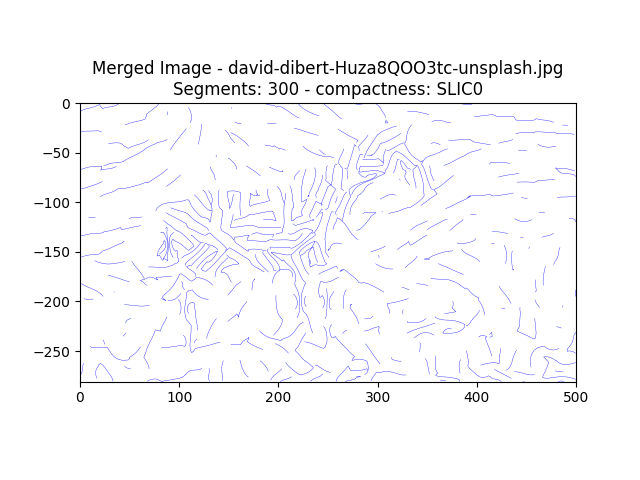 Merged Image - david-dibert-Huza8QOO3tc-unsplash.jpg
Segments: 300 - compactness: SLIC0
0
−50
−100
−150
−200
−250
0 100 200 300 400 500